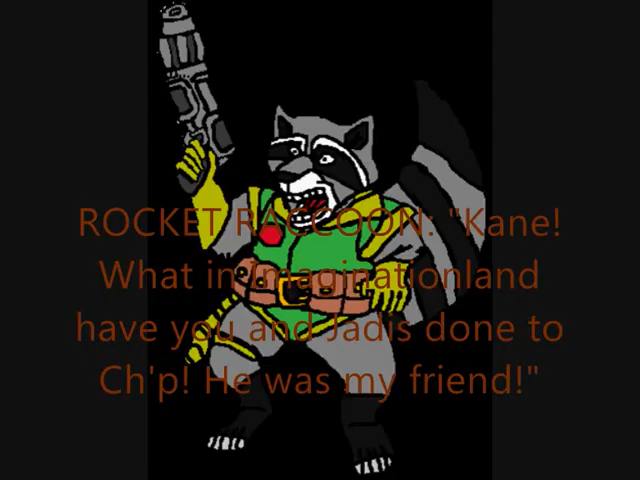 ROCKET RACCOON: "Kane!
What in Imaginationland
have you and Jadis done to
Ch'p! He was my friend!"